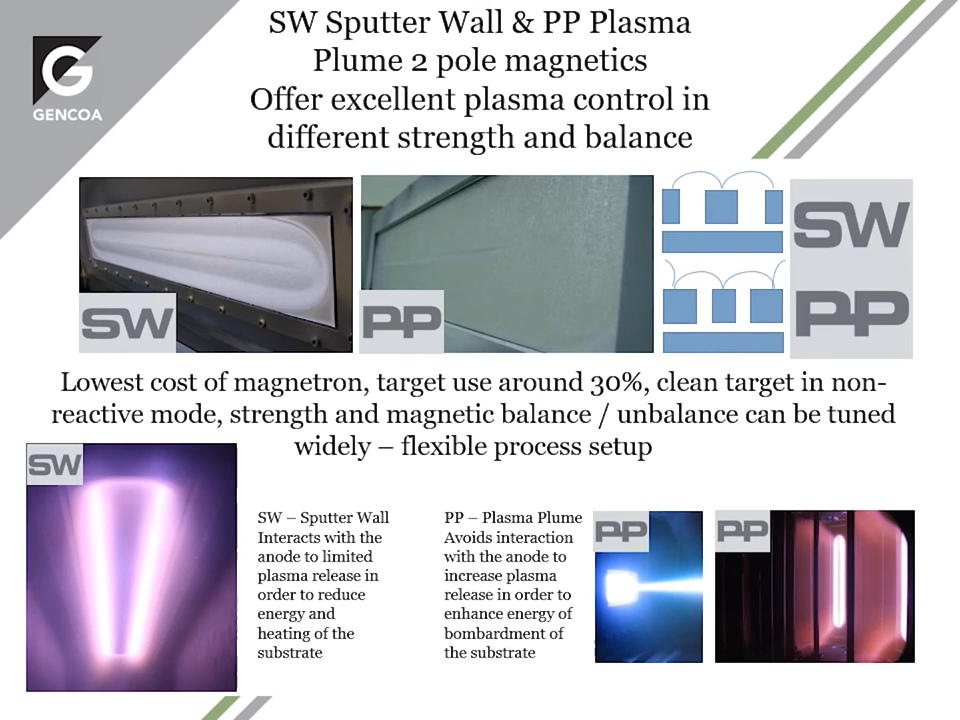 SW Sputter Wall & PP Plasma
Plume 2 pole magnetics
Offer excellent plasma control in
different strength and balance
GENCOA
SW
PP
SW
PP
Lowest cost of magnetron, target use around 30%, clean target in non-
reactive mode, strength and magnetic balance / unbalance can be tuned
widely – flexible process setup
SW
SW – Sputter Wall
Interacts with the
anode to limited
plasma release in
order to reduce
energy and
heating of the
substrate
PP – Plasma Plume
Avoids interaction
with the anode to
increase plasma
release in order to
enhance energy of
bombardment of
the substrate
PP
PP